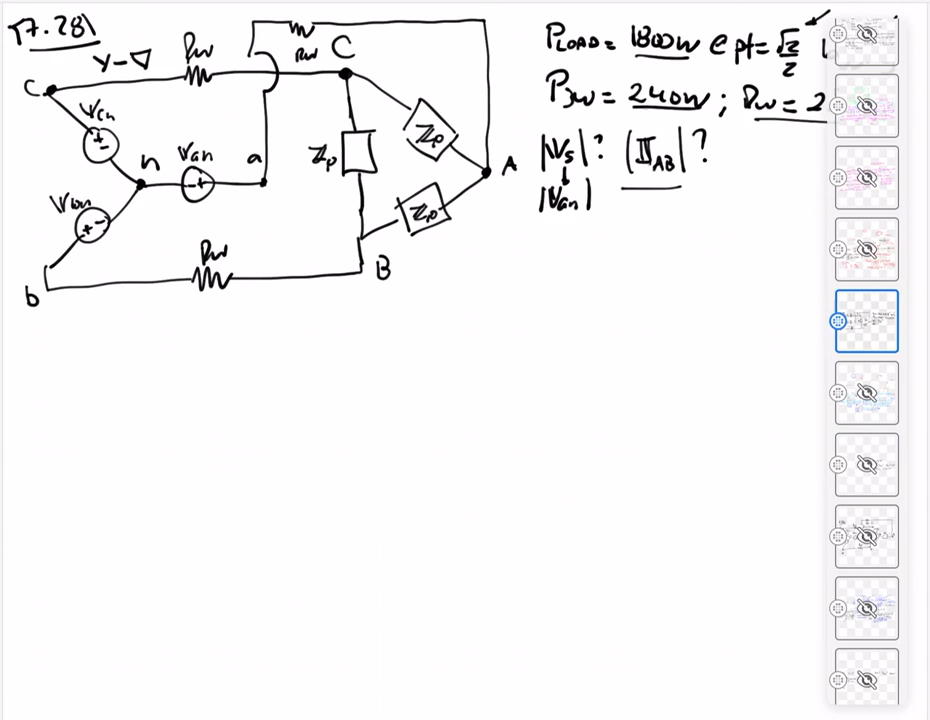 17.28)
Y-∇
Rw
Rw
C
c
Vcn
n
Van
a
Zp
Zp
A
Vbn
Zp
Rw
B
b
PLOAD = 1800W @ pf = √2/2
P3W = 240W ; Rw = 2
|Vs| ? |IAB| ?
|Van|